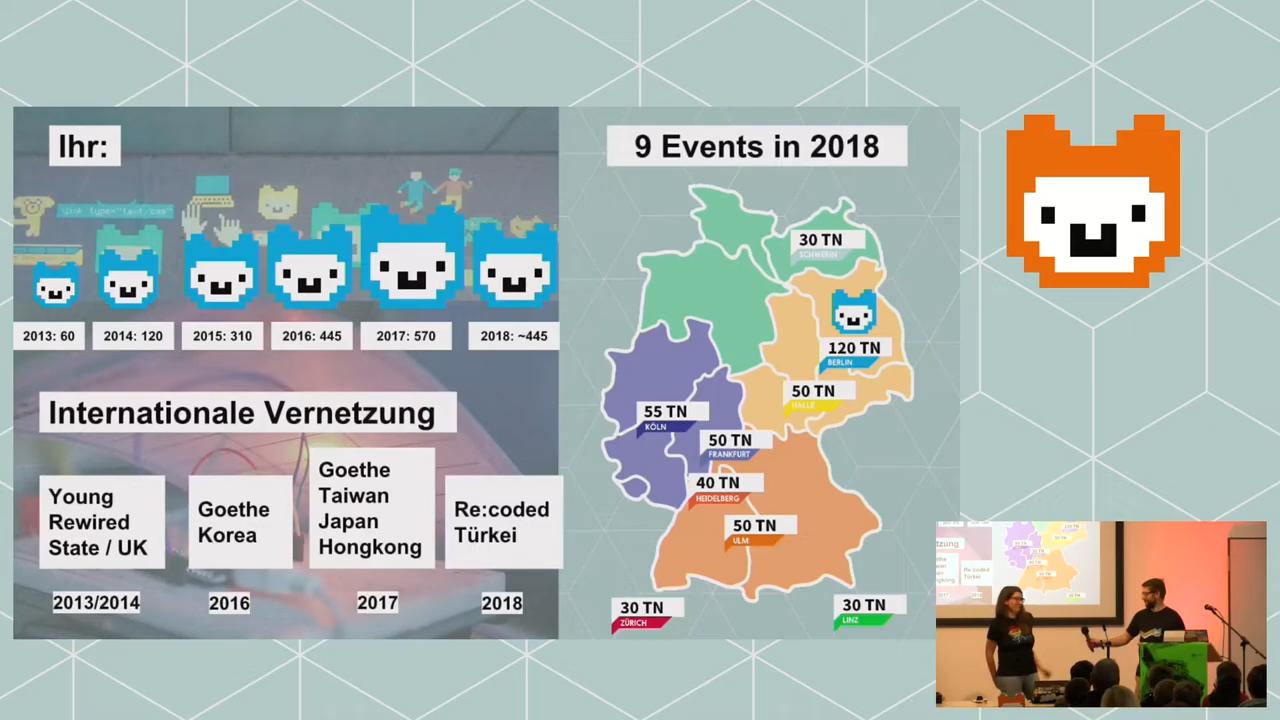 Ihr:
2013: 60
2014: 120
2015: 310
2016: 445
2017: 570
2018: ~445
Internationale Vernetzung
Young
Rewired
State / UK
2013/2014
Goethe
Korea
2016
Goethe
Taiwan
Japan
Hongkong
2017
Re:coded
Türkei
2018
9 Events in 2018
30 TN
SCHWERIN
120 TN
BERLIN
50 TN
HALLE
55 TN
KÖLN
50 TN
FRANKFURT
40 TN
HEIDELBERG
50 TN
ULM
30 TN
ZÜRICH
30 TN
LINZ